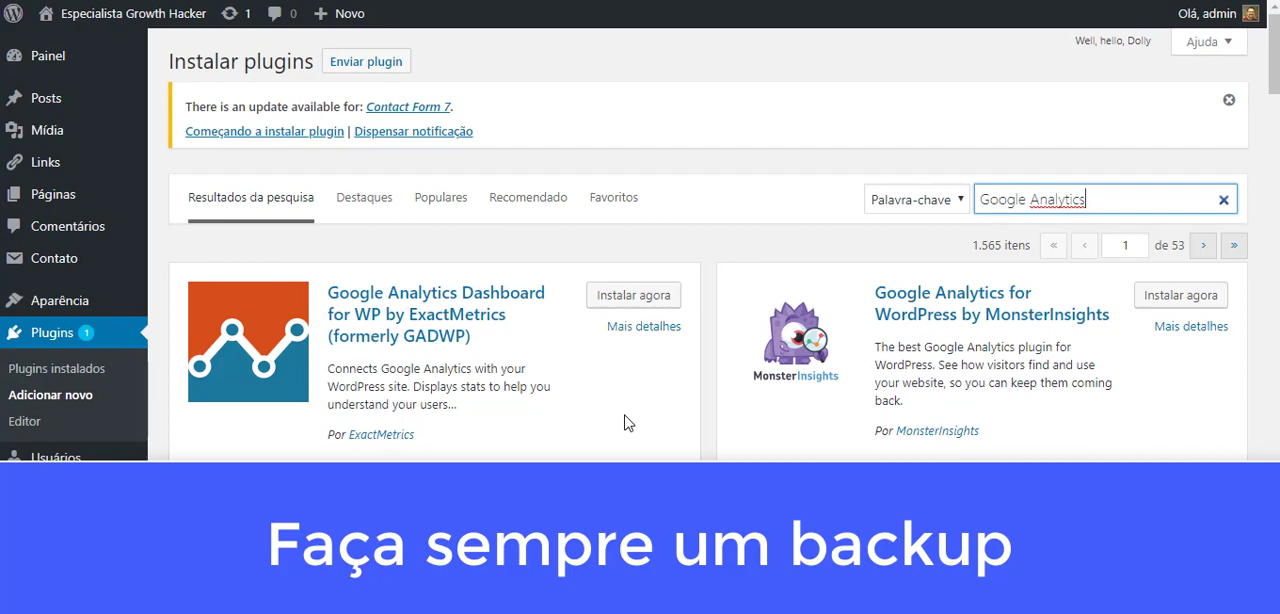 Especialista Growth Hacker 1 0 Novo Olá, admin
Painel
Posts
Mídia
Links
Páginas
Comentários
Contato
Aparência
Plugins 1
Plugins instalados
Adicionar novo
Editor
Usuários
Well, hello, Dolly
Ajuda
Instalar plugins Enviar plugin
There is an update available for: Contact Form 7.
Começando a instalar plugin | Dispensar notificação
Resultados da pesquisa Destaques Populares Recomendado Favoritos Palavra-chave Google Analytics
1.565 itens « ‹ 1 de 53 › »
Google Analytics Dashboard
for WP by ExactMetrics
(formerly GADWP)
Instalar agora
Mais detalhes
Connects Google Analytics with your
WordPress site. Displays stats to help you
understand your users...
Por ExactMetrics
MonsterInsights
Google Analytics for
WordPress by MonsterInsights
Instalar agora
Mais detalhes
The best Google Analytics plugin for
WordPress. See how visitors find and use
your website, so you can keep them coming
back.
Por MonsterInsights
Faça sempre um backup